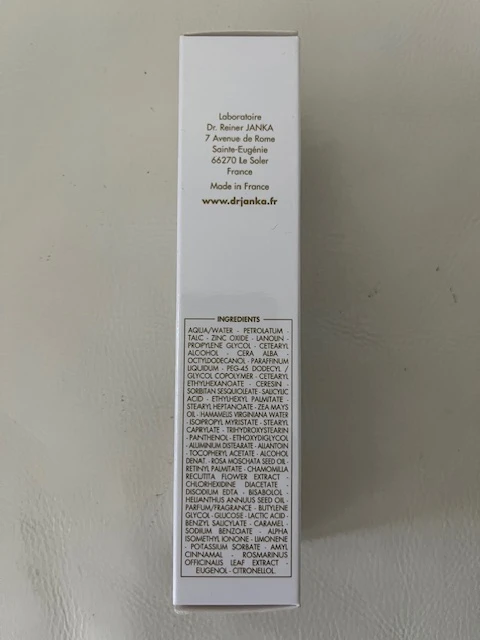 Laboratoire
Dr. Reiner JANKA
7 Avenue de Rome
Sainte-Eugénie
66270 Le Soler
France
Made in France
www.drjanka.fr
INGREDIENTS
AQUA/WATER - PETROLATUM -
TALC - ZINC OXIDE - LANOLIN -
PROPYLENE GLYCOL - CETEARYL
ALCOHOL - CERA ALBA -
OCTYLDODECANOL - PARAFFINUM
LIQUIDUM - PEG-45 DODECYL /
GLYCOL COPOLYMER - CETEARYL
ETHYLHEXANOATE - CERESIN -
SORBITAN SESQUIOLEATE - SALICYLIC
ACID - ETHYLHEXYL PALMITATE -
STEARYL HEPTANOATE - ZEA MAYS
OIL - HAMAMELIS VIRGINIANA WATER
- ISOPROPYL MYRISTATE - STEARYL
CAPRYLATE - TRIHYDROXYSTEARIN
- PANTHENOL - ETHOXYDIGLYCOL
- ALUMINIUM DISTEARATE - ALLANTOIN
- TOCOPHERYL ACETATE - ALCOHOL
DENAT. - ROSA MOSCHATA SEED OIL -
RETINYL PALMITATE - CHAMOMILLA
RECUTITA FLOWER EXTRACT -
CHLORHEXIDINE DIACETATE -
DISODIUM EDTA - BISABOLOL -
HELIANTHUS ANNUUS SEED OIL -
PARFUM/FRAGRANCE - BUTYLENE
GLYCOL - GLUCOSE - LACTIC ACID -
BENZYL SALICYLATE - CARAMEL -
SODIUM BENZOATE - ALPHA
ISOMETHYL IONONE - LIMONENE
- POTASSIUM SORBATE - AMYL
CINNAMAL - ROSMARINUS
OFFICINALIS LEAF EXTRACT -
EUGENOL - CITRONELLOL.